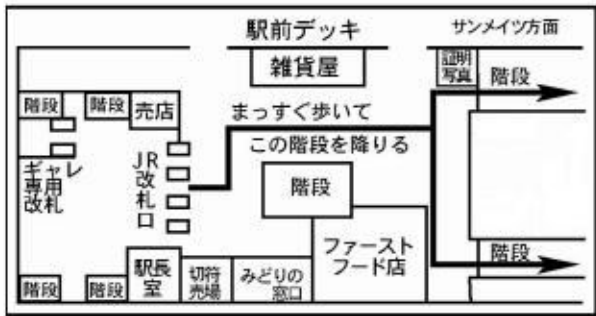 駅前デッキ
サンメイツ方面
雑貨屋
証明
写真
階段
階段
階段
売店
まっすぐ歩いて
この階段を降りる
ギャレ
専用
改札
JR
改
札
口
階段
ファースト
フード店
階段
階段
階段
駅長
室
切符
売場
みどりの
窓口